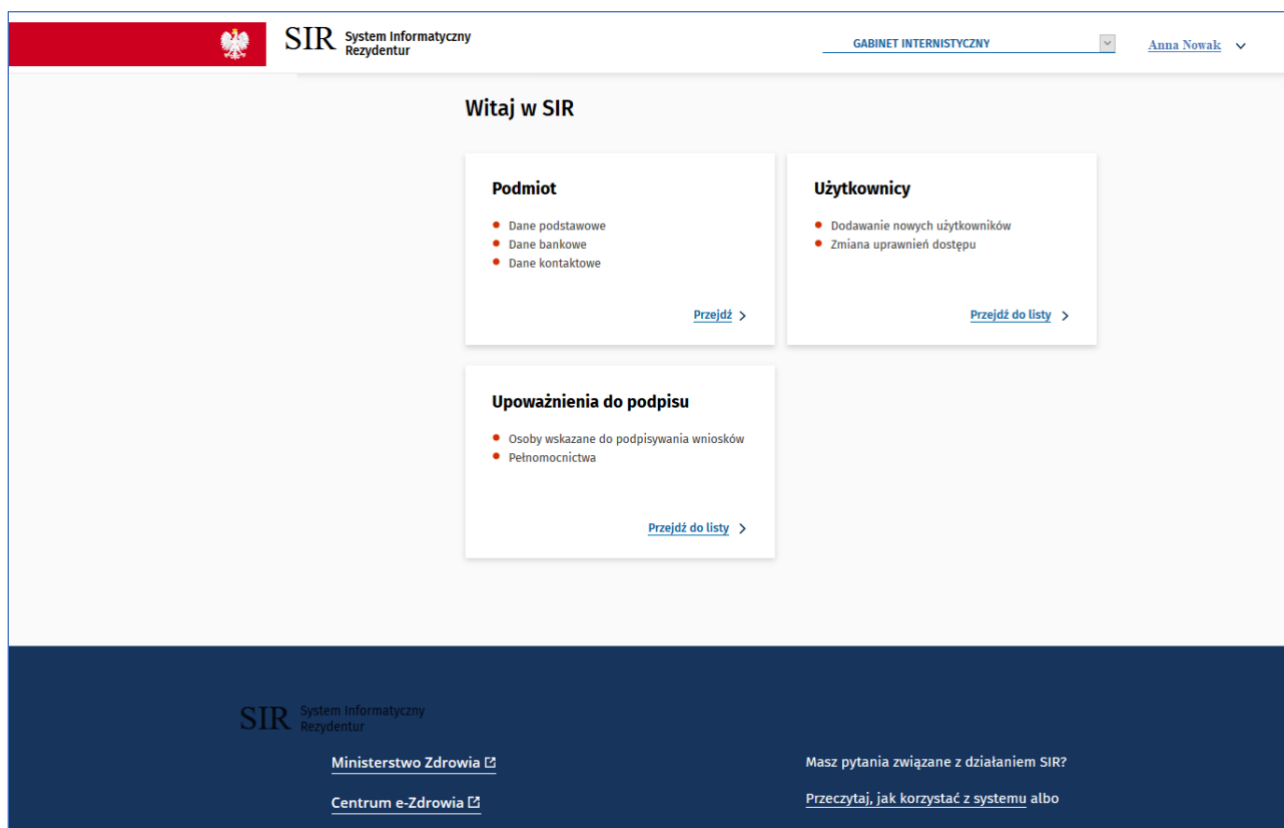 SIR System Informatyczny
Rezydentur
GABINET INTERNISTYCZNY
Anna Nowak
Witaj w SIR
Podmiot
Dane podstawowe
Dane bankowe
Dane kontaktowe
Przejdź
Użytkownicy
Dodawanie nowych użytkowników
Zmiana uprawnień dostępu
Przejdź do listy
Upoważnienia do podpisu
Osoby wskazane do podpisywania wniosków
Pełnomocnictwa
Przejdź do listy
SIR System Informatyczny
Rezydentur
Ministerstwo Zdrowia
Centrum e-Zdrowia
Masz pytania związane z działaniem SIR?
Przeczytaj, jak korzystać z systemu albo